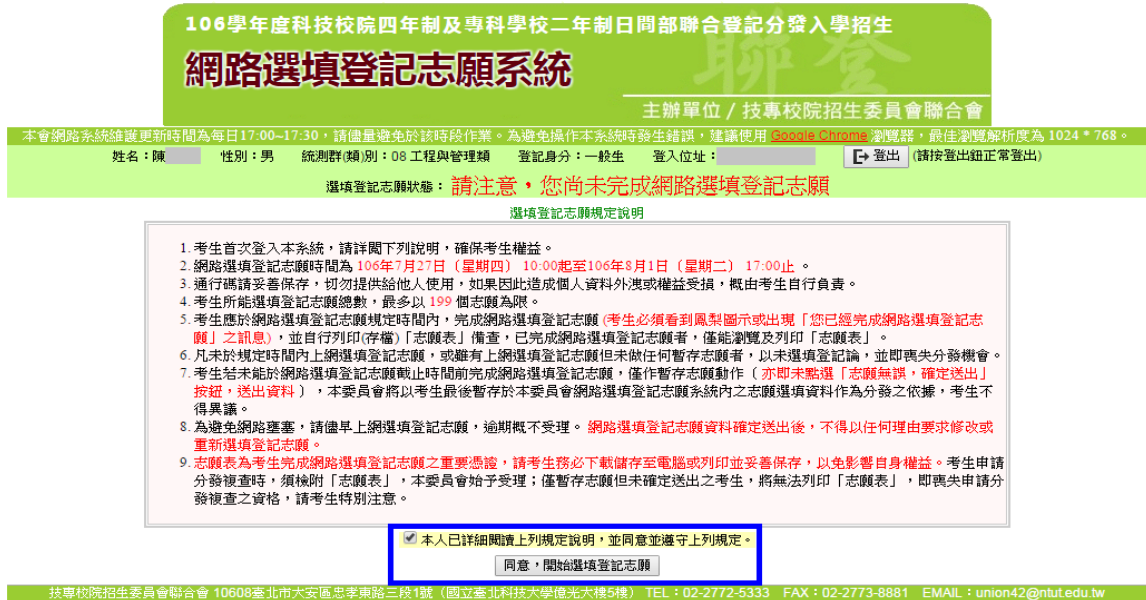 106學年度科技校院四年制及專科學校二年制日間部聯合登記分發入學招生
網路選填登記志願系統
聯登
主辦單位 / 技專校院招生委員會聯合會
本會網路系統維護更新時間為每日17:00~17:30，請儘量避免於該時段作業。為避免操作本系統時發生錯誤，建議使用 Google Chrome 瀏覽器，最佳瀏覽解析度為 1024 * 768。
姓名：陳 性別：男 統測群(類)別：08 工程與管理類 登記身分：一般生 登入位址： 登出 (請按登出鈕正常登出)
選填登記志願狀態：請注意，您尚未完成網路選填登記志願
選填登記志願規定說明
1. 考生首次登入本系統，請詳閱下列說明，確保考生權益。
2. 網路選填登記志願時間為 106年7月27日〔星期四〕 10:00起至106年8月1日〔星期二〕 17:00止 。
3. 通行碼請妥善保存，切勿提供給他人使用，如果因此造成個人資料外洩或權益受損，概由考生自行負責。
4. 考生所能選填登記志願總數，最多以 199 個志願為限。
5. 考生應於網路選填登記志願規定時間內，完成網路選填登記志願 (考生必須看到鳳梨圖示或出現「您已經完成網路選填登記志
願」之訊息)，並自行列印(存檔)「志願表」備查，已完成網路選填登記志願者，僅能瀏覽及列印「志願表」。
6. 凡未於規定時間內上網選填登記志願，或雖有上網選填登記志願但未做任何暫存志願者，以未選填登記論，並即喪失分發機會。
7. 考生若未能於網路選填登記志願截止時間前完成網路選填登記志願，僅作暫存志願動作〔 亦即未點選「志願無誤，確定送出」
按鈕，送出資料 〕，本委員會將以考生最後暫存於本委員會網路選填登記志願系統內之志願選填資料作為分發之依據，考生不
得異議。
8. 為避免網路壅塞，請儘早上網選填登記志願，逾期概不受理。 網路選填登記志願資料確定送出後，不得以任何理由要求修改或
重新選填登記志願。
9. 志願表為考生完成網路選填登記志願之重要憑證，請考生務必下載儲存至電腦或列印並妥善保存，以免影響自身權益。考生申請
分發複查時，須檢附「志願表」，本委員會始予受理；僅暫存志願但未確定送出之考生，將無法列印「志願表」，即喪失申請分
發複查之資格，請考生特別注意。
本人已詳細閱讀上列規定說明，並同意並遵守上列規定。
同意，開始選填登記志願
技專校院招生委員會聯合會 10608臺北市大安區忠孝東路三段1號（國立臺北科技大學億光大樓5樓） TEL：02-2772-5333 FAX：02-2773-8881 EMAIL：union42@ntut.edu.tw